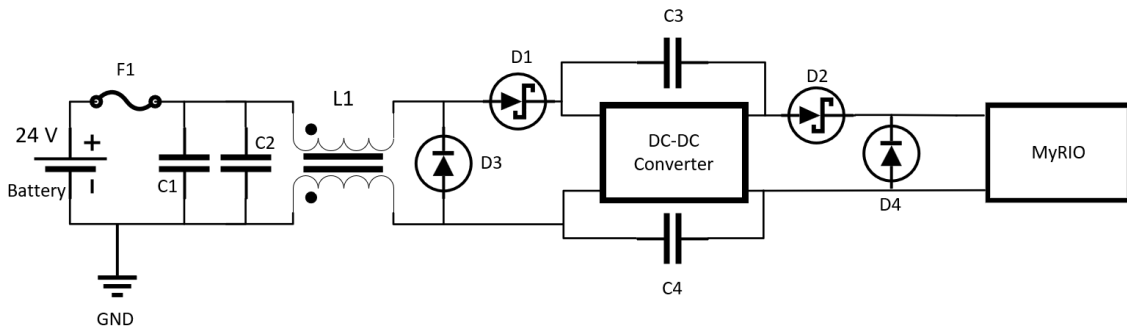 C3
F1
D1
D2
L1
24 V
+
C2
DC-DC
Converter
MyRIO
D3
Battery
-
C1
D4
C4
GND